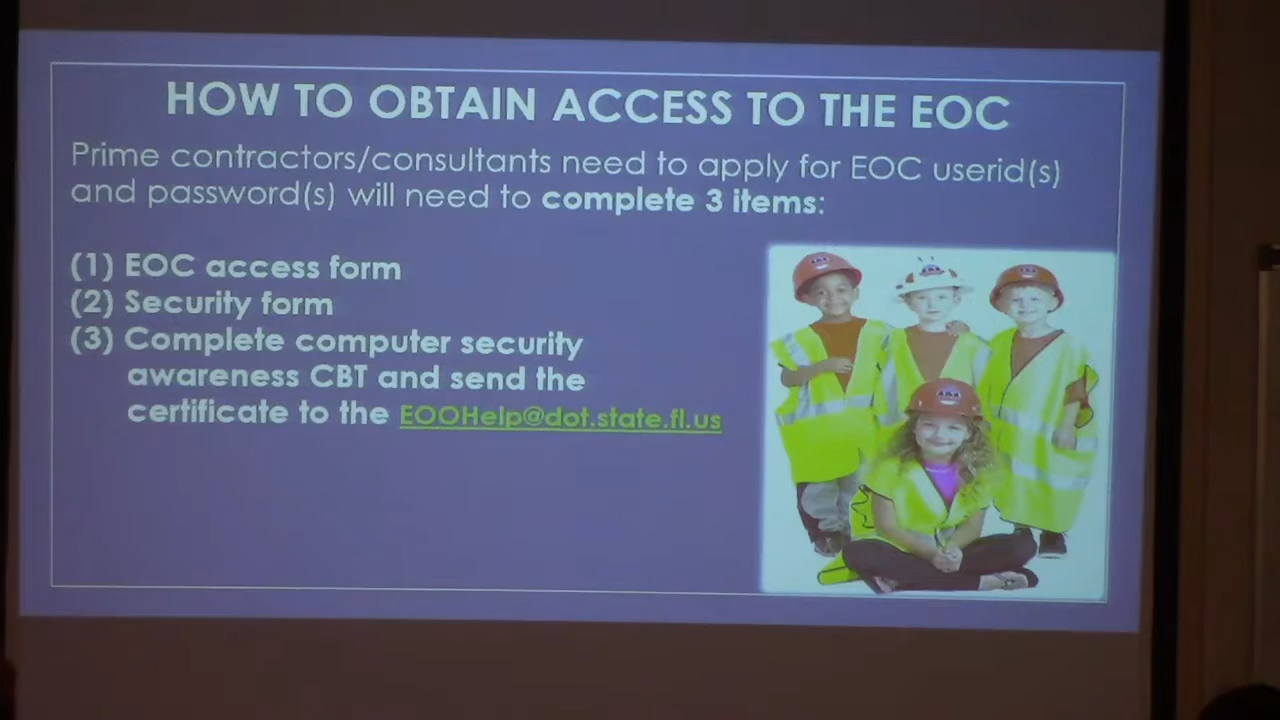 HOW TO OBTAIN ACCESS TO THE EOC
Prime contractors/consultants need to apply for EOC userid(s)
and password(s) will need to complete 3 items:
(1) EOC access form
(2) Security form
(3) Complete computer security
awareness CBT and send the
certificate to the EOOHelp@dot.state.fl.us